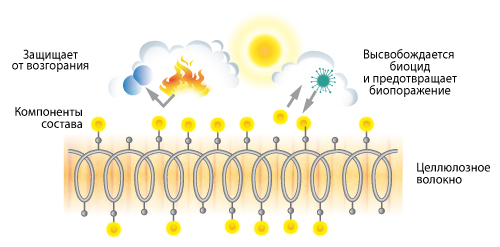 Защищает
от возгорания
Высвобождается
биоцид
и предотвращает
биопоражение
Компоненты
состава
Целлюлозное
волокно